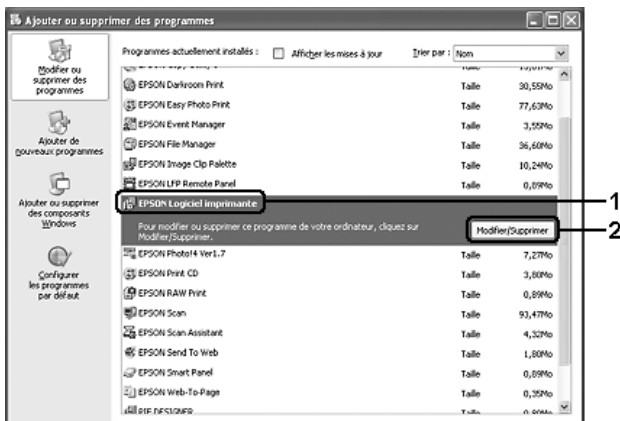 Ajouter ou supprimer des programmes
Modifier ou
supprimer des
programmes
Ajouter de
nouveaux programmes
Ajouter ou supprimer
des composants
Windows
Configurer
les programmes
par défaut
Programmes actuellement installés : Afficher les mises à jour Trier par : Nom
Taille
EPSON Darkroom Print Taille 30,55Mo
EPSON Easy Photo Print Taille 77,63Mo
EPSON Event Manager Taille 3,55Mo
EPSON File Manager Taille 36,60Mo
EPSON Image Clip Palette Taille 10,24Mo
EPSON LFP Remote Panel Taille 0,89Mo
EPSON Logiciel imprimante 1
Pour modifier ou supprimer ce programme de votre ordinateur, cliquez sur
Modifier/Supprimer. Modifier/Supprimer 2
EPSON Photo!4 Ver1.7 Taille 7,27Mo
EPSON Print CD Taille 3,80Mo
EPSON RAW Print Taille 0,89Mo
EPSON Scan Taille 93,47Mo
EPSON Scan Assistant Taille 4,32Mo
EPSON Send To Web Taille 1,80Mo
EPSON Smart Panel Taille 0,89Mo
EPSON Web-To-Page Taille 0,35Mo
PIF DESIGNER Taille